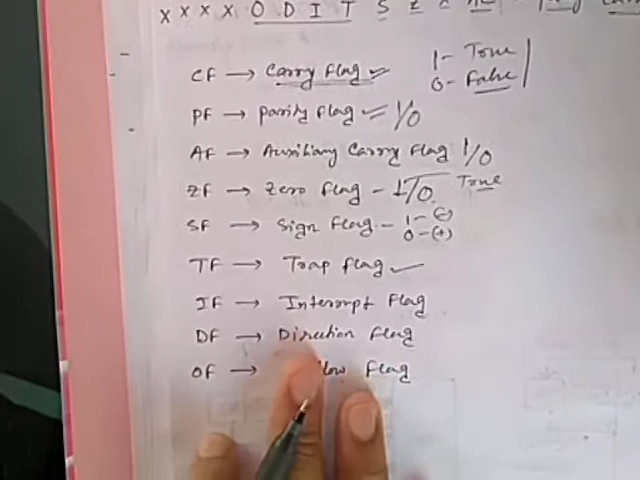 X X X X O D I T S Z
CF → Carry flag ✓ 1 - True
0 - False
PF → Parity flag ✓ 1/0
AF → Auxiliary Carry Flag 1/0
ZF → Zero flag - 1/0 True
SF → Sign flag - 1 - (-)
0 - (+)
TF → Trap flag ✓
IF → Interrupt Flag
DF → Direction flag
OF → flow flag